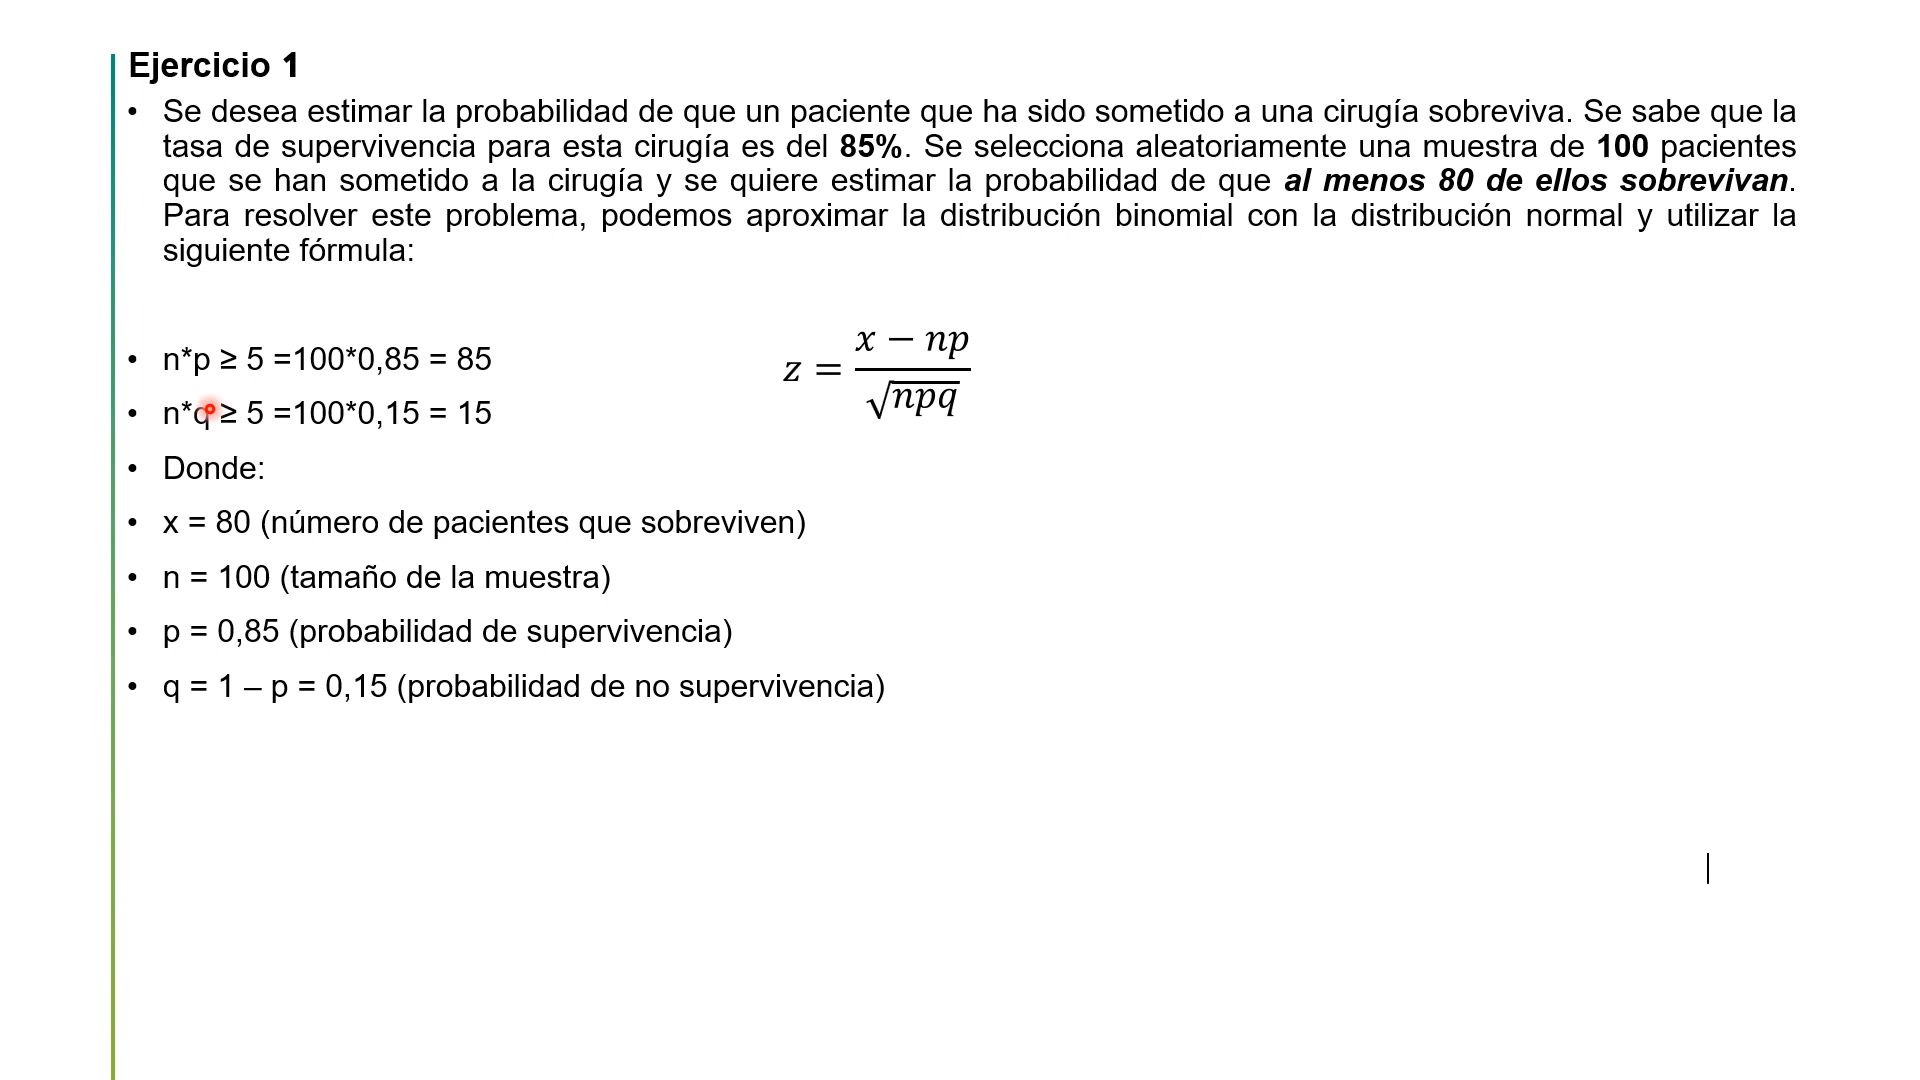 Ejercicio 1
• Se desea estimar la probabilidad de que un paciente que ha sido sometido a una cirugía sobreviva. Se sabe que la
tasa de supervivencia para esta cirugía es del 85%. Se selecciona aleatoriamente una muestra de 100 pacientes
que se han sometido a la cirugía y se quiere estimar la probabilidad de que al menos 80 de ellos sobrevivan.
Para resolver este problema, podemos aproximar la distribución binomial con la distribución normal y utilizar la
siguiente fórmula:
• n*p ≥ 5 =100*0,85 = 85
z = (x − np) / √(npq)
• n*q ≥ 5 =100*0,15 = 15
• Donde:
• x = 80 (número de pacientes que sobreviven)
• n = 100 (tamaño de la muestra)
• p = 0,85 (probabilidad de supervivencia)
• q = 1 – p = 0,15 (probabilidad de no supervivencia)